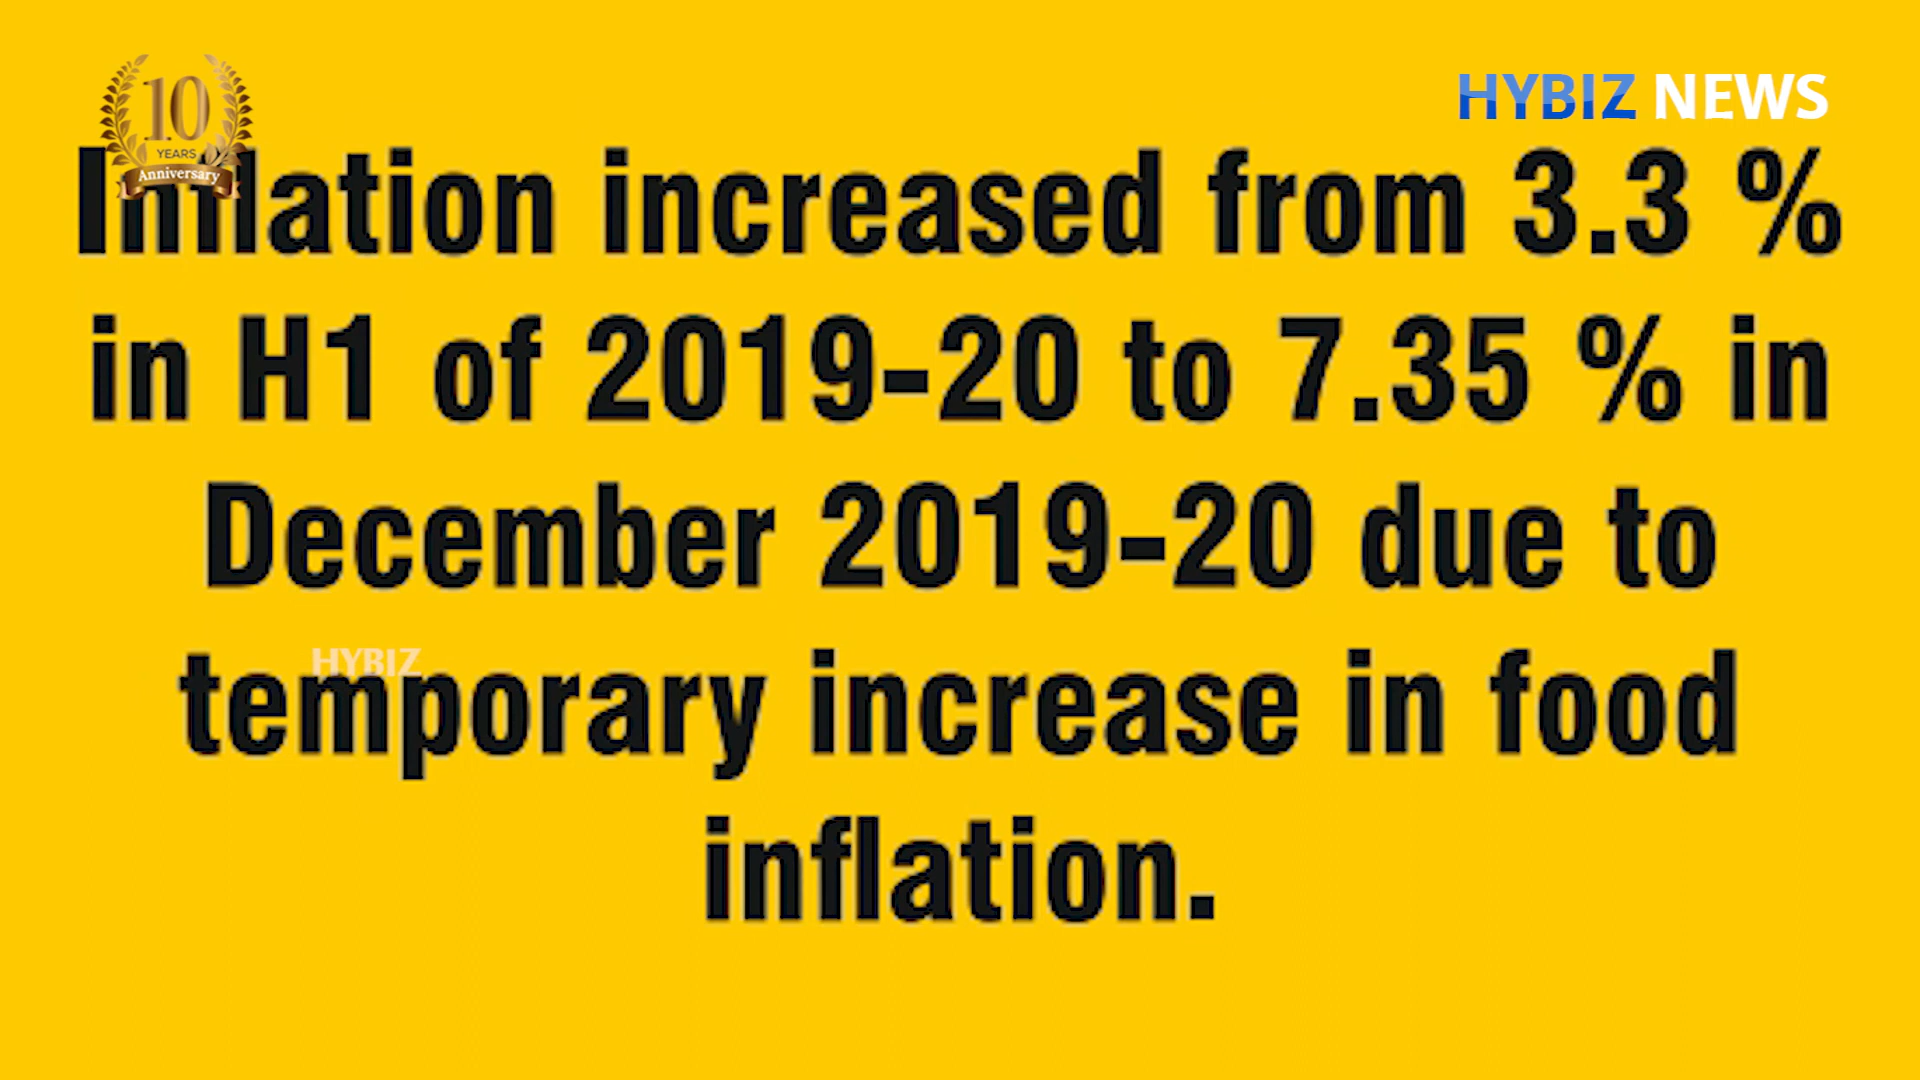 10
YEARS
Anniversary
HYBIZ NEWS
Inflation increased from 3.3 %
in H1 of 2019-20 to 7.35 % in
December 2019-20 due to
HYBIZ
temporary increase in food
inflation.